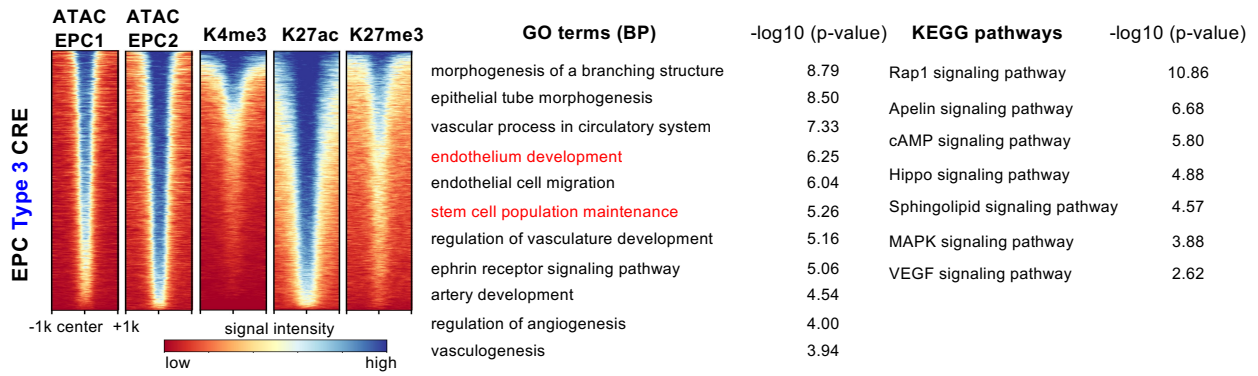 ATAC EPC1 ATAC EPC2 K4me3 K27ac K27me3
EPC Type 3 CRE
-1k center +1k
signal intensity
low high
GO terms (BP) -log10 (p-value)
morphogenesis of a branching structure 8.79
epithelial tube morphogenesis 8.50
vascular process in circulatory system 7.33
endothelium development 6.25
endothelial cell migration 6.04
stem cell population maintenance 5.26
regulation of vasculature development 5.16
ephrin receptor signaling pathway 5.06
artery development 4.54
regulation of angiogenesis 4.00
vasculogenesis 3.94
KEGG pathways -log10 (p-value)
Rap1 signaling pathway 10.86
Apelin signaling pathway 6.68
cAMP signaling pathway 5.80
Hippo signaling pathway 4.88
Sphingolipid signaling pathway 4.57
MAPK signaling pathway 3.88
VEGF signaling pathway 2.62